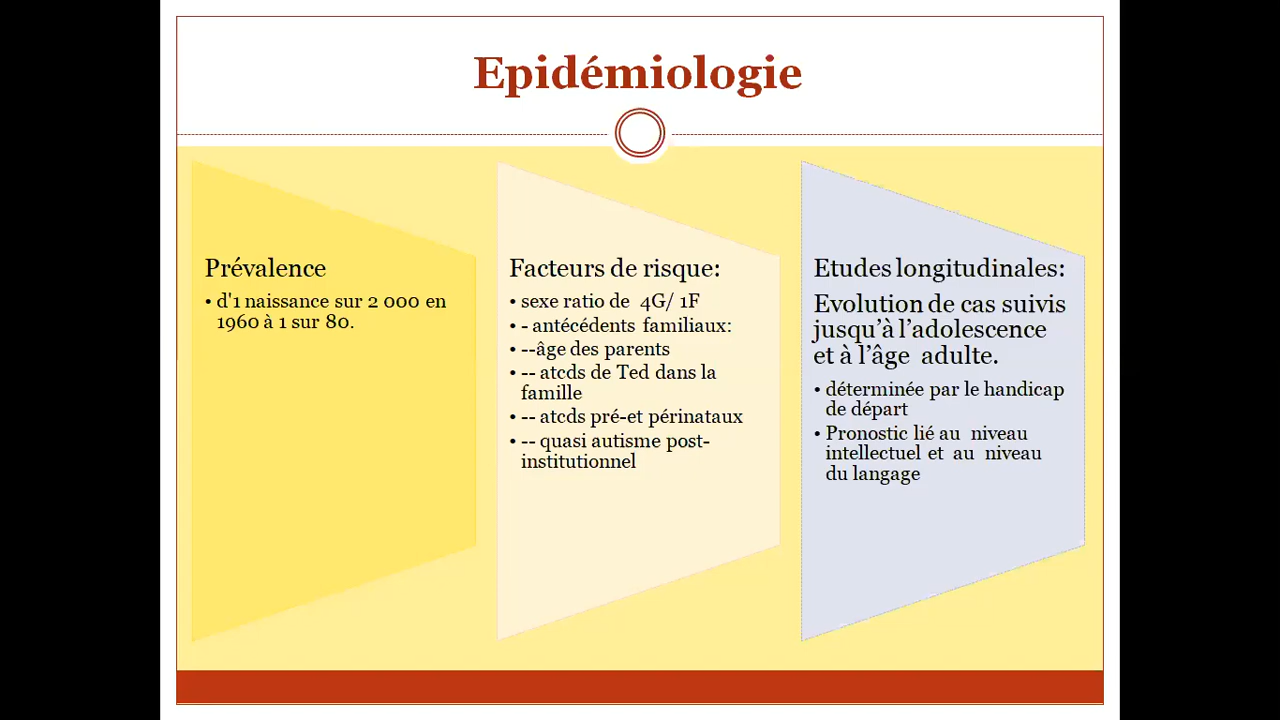 Epidémiologie
Prévalence
• d'1 naissance sur 2 000 en
1960 à 1 sur 80.
Facteurs de risque:
• sexe ratio de 4G/ 1F
• - antécédents familiaux:
• --âge des parents
• -- atcds de Ted dans la
famille
• -- atcds pré-et périnataux
• -- quasi autisme post-
institutionnel
Etudes longitudinales:
Evolution de cas suivis
jusqu'à l'adolescence
et à l'âge adulte.
• déterminée par le handicap
de départ
• Pronostic lié au niveau
intellectuel et au niveau
du langage